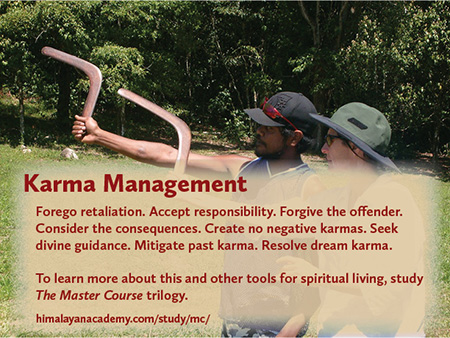 Karma Management
Forego retaliation. Accept responsibility. Forgive the offender.
Consider the consequences. Create no negative karmas. Seek
divine guidance. Mitigate past karma. Resolve dream karma.
To learn more about this and other tools for spiritual living, study
The Master Course trilogy.
himalayanacademy.com/study/mc/